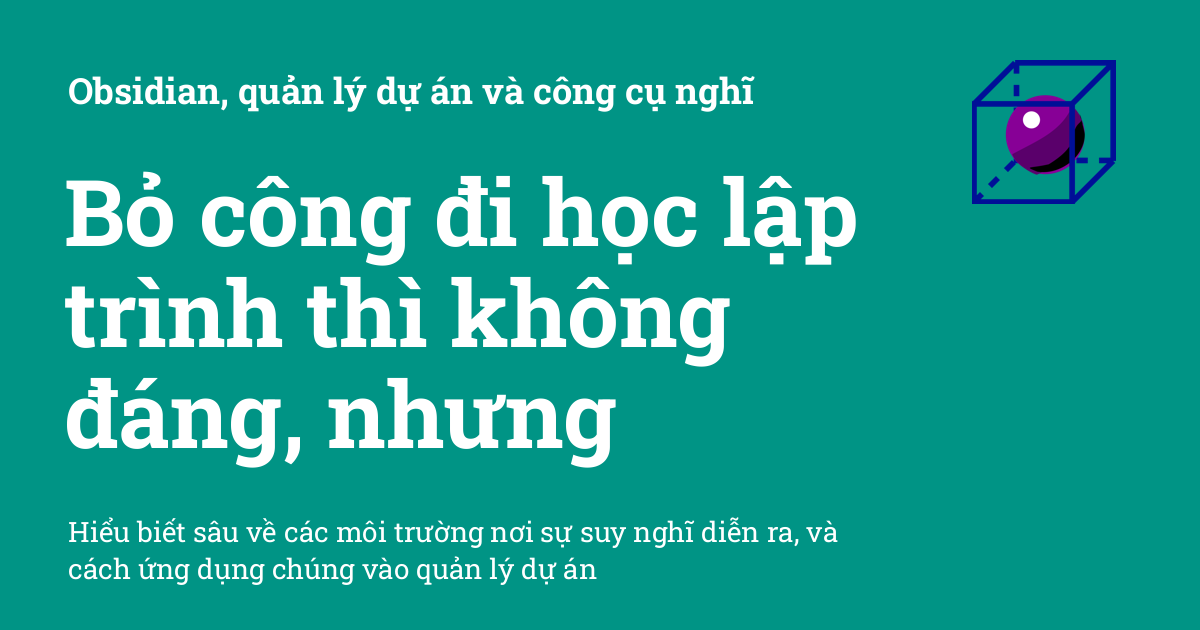 Obsidian, quản lý dự án và công cụ nghĩ
Bỏ công đi học lập
trình thì không
đáng, nhưng
Hiểu biết sâu về các môi trường nơi sự suy nghĩ diễn ra, và
cách ứng dụng chúng vào quản lý dự án